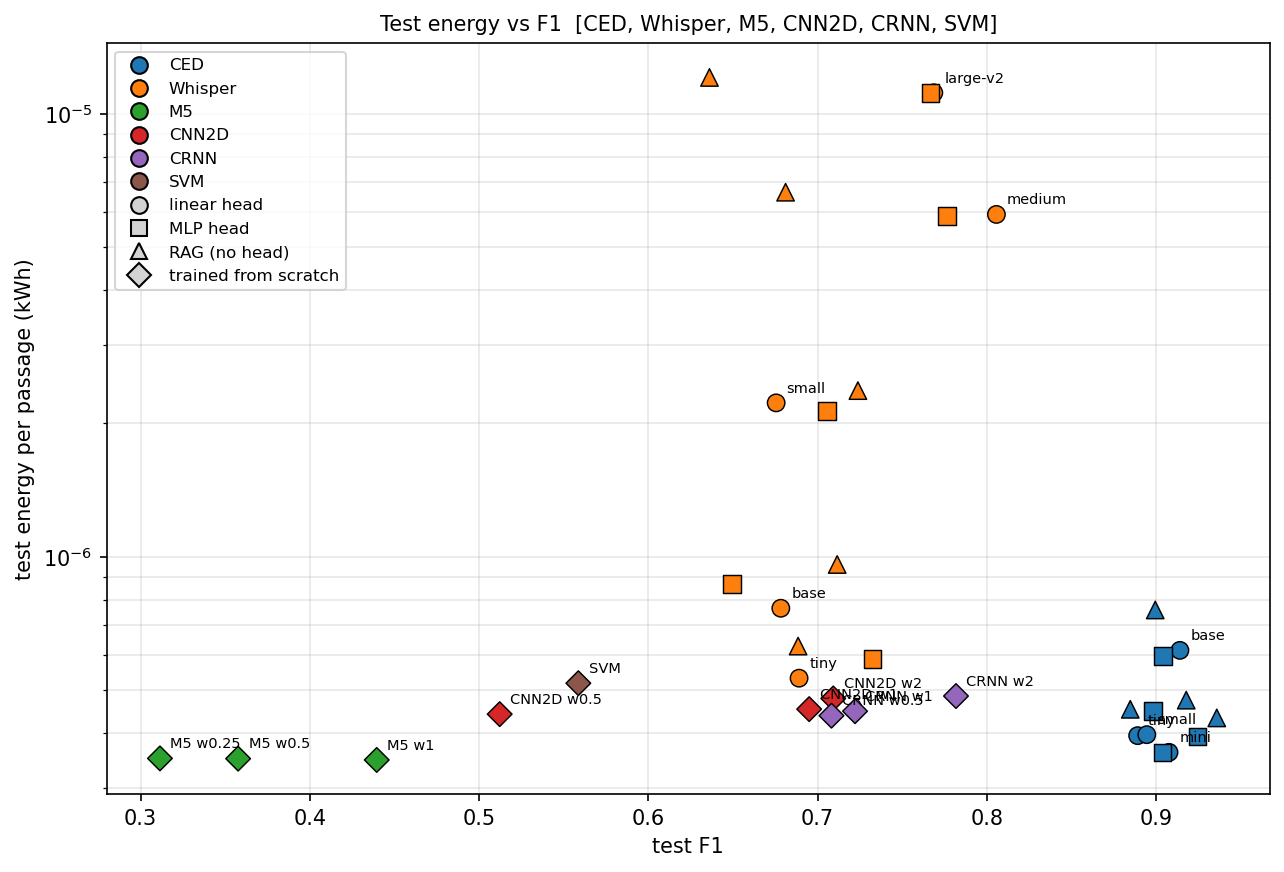 Test energy vs F1  [CED, Whisper, M5, CNN2D, CRNN, SVM]
CED
Whisper
M5
CNN2D
CRNN
SVM
linear head
MLP head
RAG (no head)
trained from scratch
large-v2
medium
small
base
tiny
base
SVM
CNN2D w0.5
CNN2D w2
CNN2D w1
CRNN w1
CRNN w0.5
CRNN w2
tiny
small
mini
M5 w0.25
M5 w0.5
M5 w1
10⁻⁵
10⁻⁶
test energy per passage (kWh)
0.3 0.4 0.5 0.6 0.7 0.8 0.9
test F1